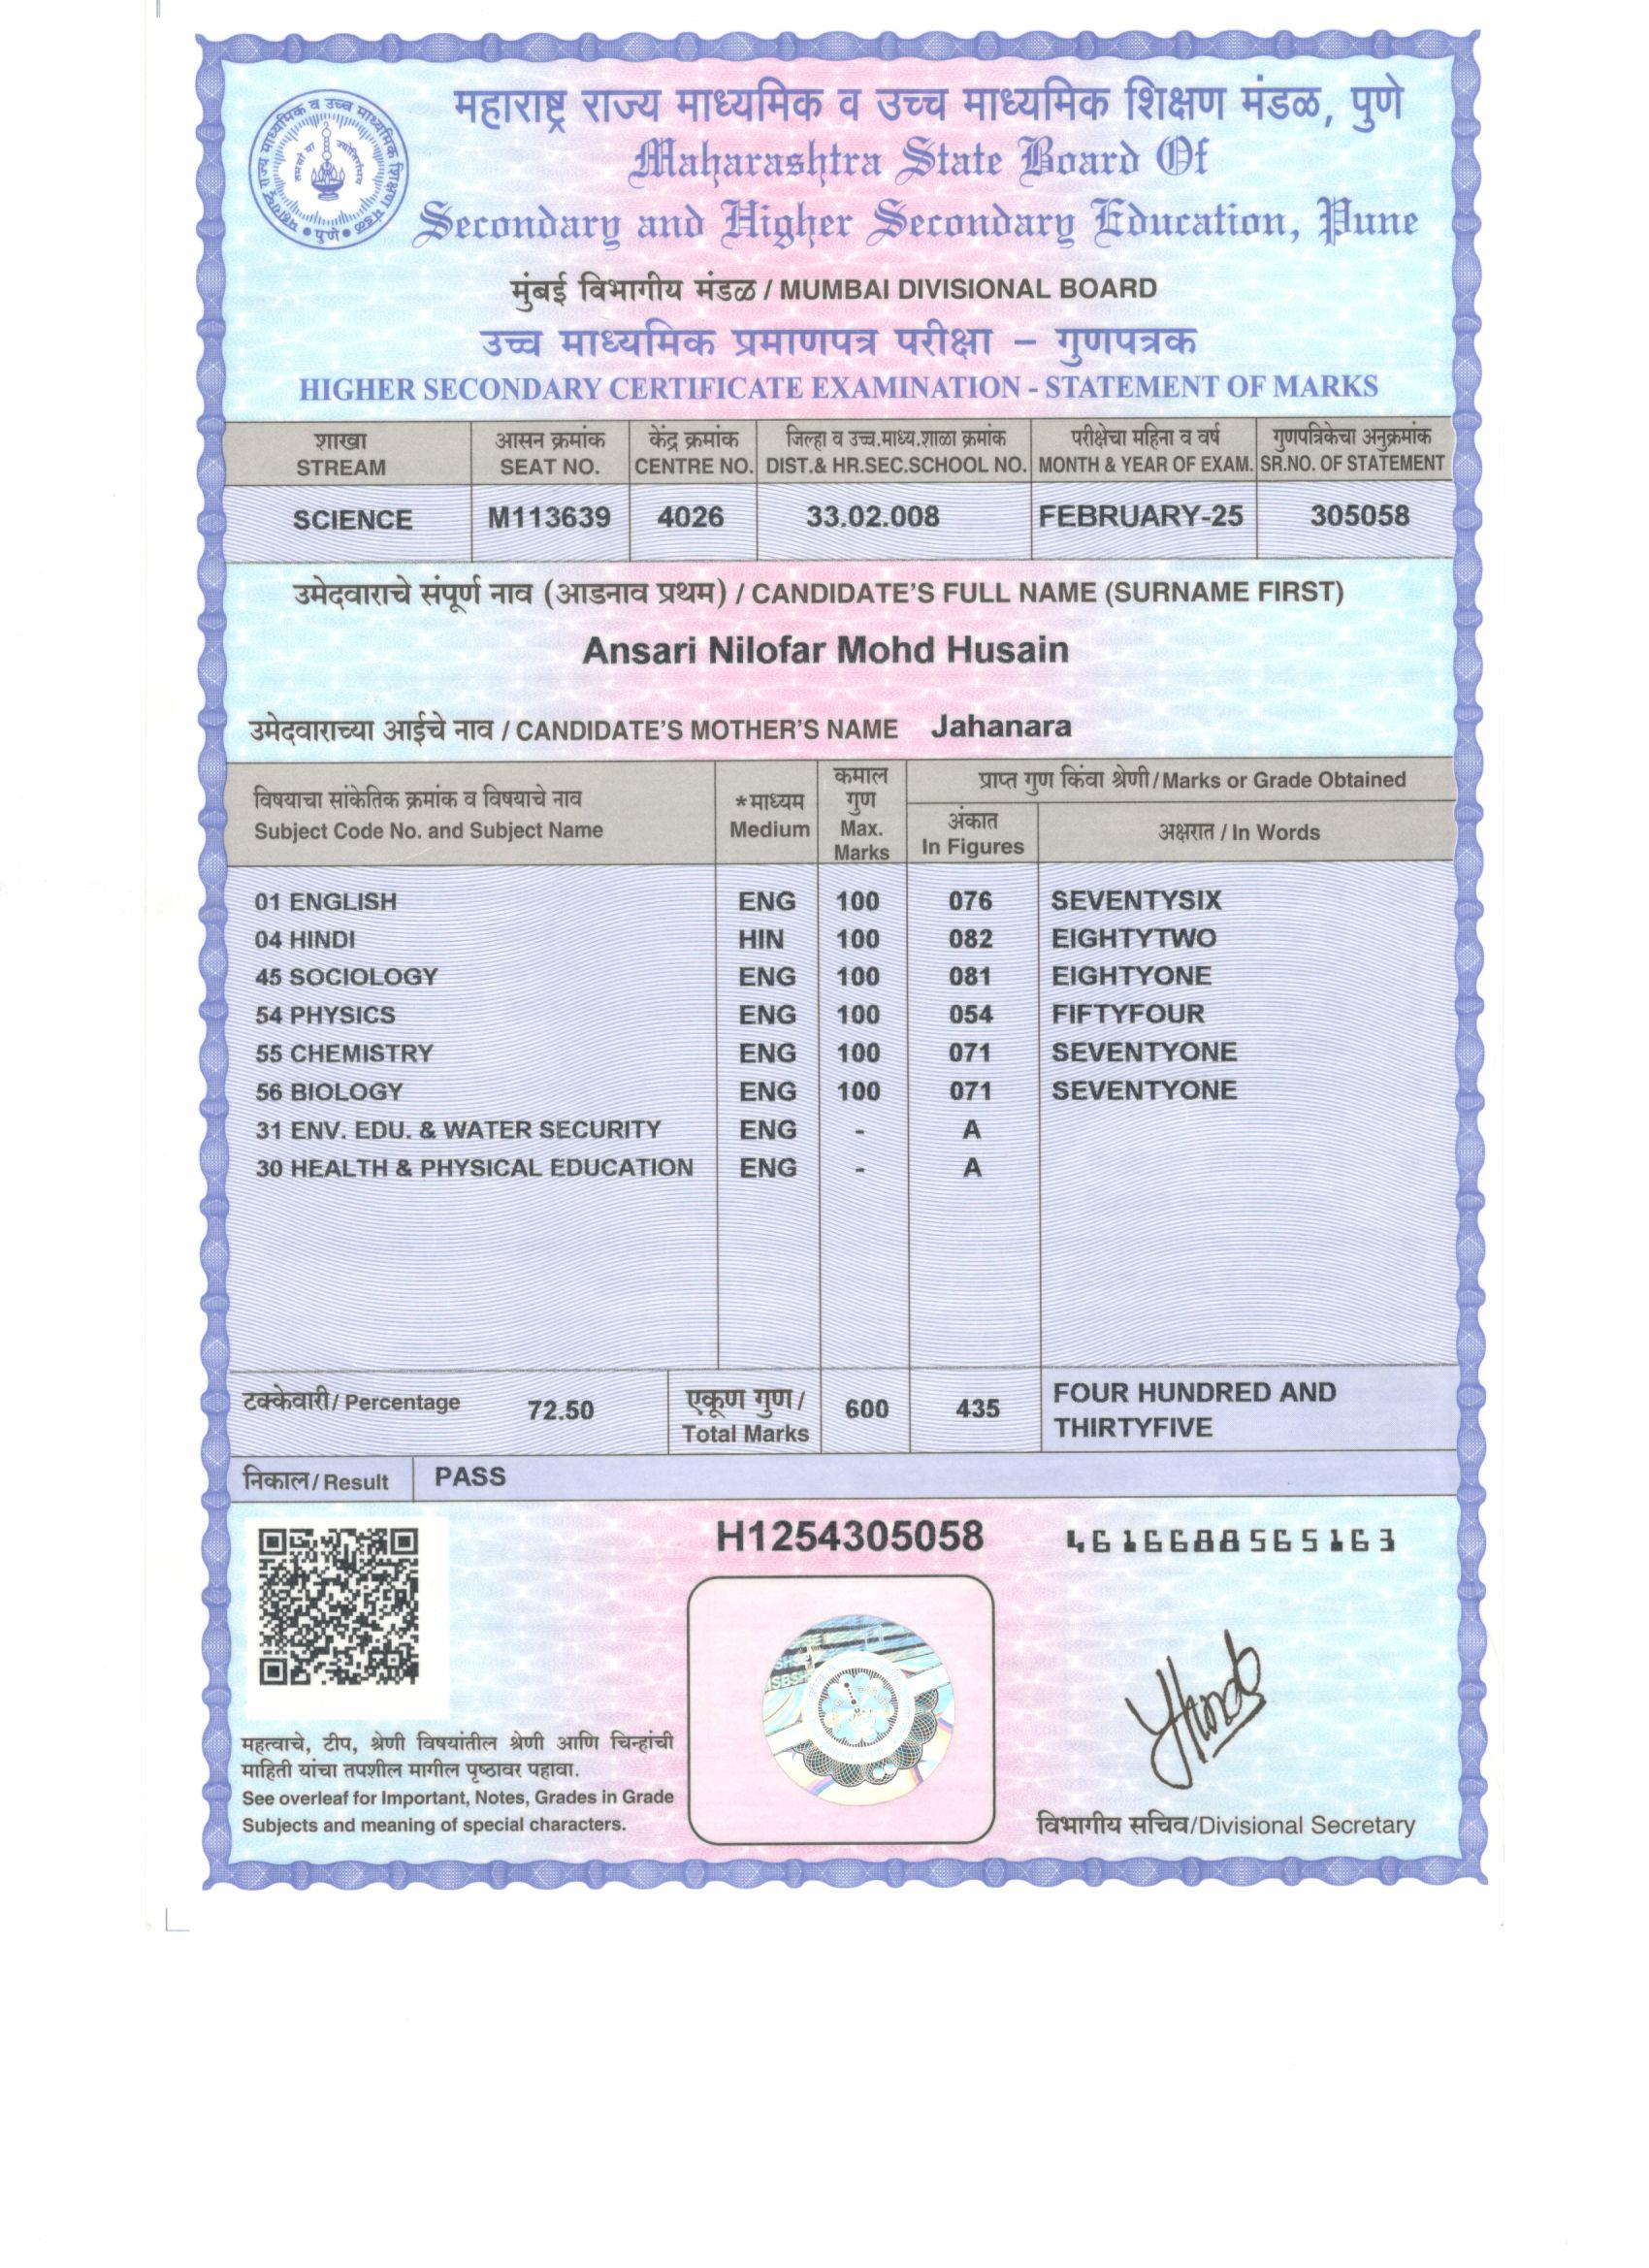 महाराष्ट्र राज्य माध्यमिक व उच्च माध्यमिक शिक्षण मंडळ, पुणे
Maharashtra State Board Of
Secondary and Higher Secondary Education, Pune
महाराष्ट्र राज्य माध्यमिक व उच्च माध्यमिक शिक्षण मंडळ
पुणे
मुंबई विभागीय मंडळ / MUMBAI DIVISIONAL BOARD
उच्च माध्यमिक प्रमाणपत्र परीक्षा – गुणपत्रक
HIGHER SECONDARY CERTIFICATE EXAMINATION - STATEMENT OF MARKS
शाखा आसन क्रमांक केंद्र क्रमांक जिल्हा व उच्च.माध्य.शाळा क्रमांक परीक्षेचा महिना व वर्ष गुणपत्रिकेचा अनुक्रमांक
STREAM SEAT NO. CENTRE NO. DIST.& HR.SEC.SCHOOL NO. MONTH & YEAR OF EXAM. SR.NO. OF STATEMENT
SCIENCE M113639 4026 33.02.008 FEBRUARY-25 305058
उमेदवाराचे संपूर्ण नाव (आडनाव प्रथम) / CANDIDATE'S FULL NAME (SURNAME FIRST)
Ansari Nilofar Mohd Husain
उमेदवाराच्या आईचे नाव / CANDIDATE'S MOTHER'S NAME Jahanara
विषयाचा सांकेतिक क्रमांक व विषयाचे नाव
Subject Code No. and Subject Name
*माध्यम
Medium
कमाल
गुण
Max.
Marks
प्राप्त गुण किंवा श्रेणी/Marks or Grade Obtained
अंकात
In Figures
अक्षरात / In Words
01 ENGLISH ENG 100 076 SEVENTYSIX
04 HINDI HIN 100 082 EIGHTYTWO
45 SOCIOLOGY ENG 100 081 EIGHTYONE
54 PHYSICS ENG 100 054 FIFTYFOUR
55 CHEMISTRY ENG 100 071 SEVENTYONE
56 BIOLOGY ENG 100 071 SEVENTYONE
31 ENV. EDU. & WATER SECURITY ENG - A
30 HEALTH & PHYSICAL EDUCATION ENG - A
टक्केवारी/ Percentage 72.50
एकूण गुण /
Total Marks
600 435
FOUR HUNDRED AND
THIRTYFIVE
निकाल/ Result PASS
H1254305058 4616688565163
महत्वाचे, टीप, श्रेणी विषयांतील श्रेणी आणि चिन्हांची
माहिती यांचा तपशील मागील पृष्ठावर पहावा.
See overleaf for Important, Notes, Grades in Grade
Subjects and meaning of special characters.
विभागीय सचिव/Divisional Secretary